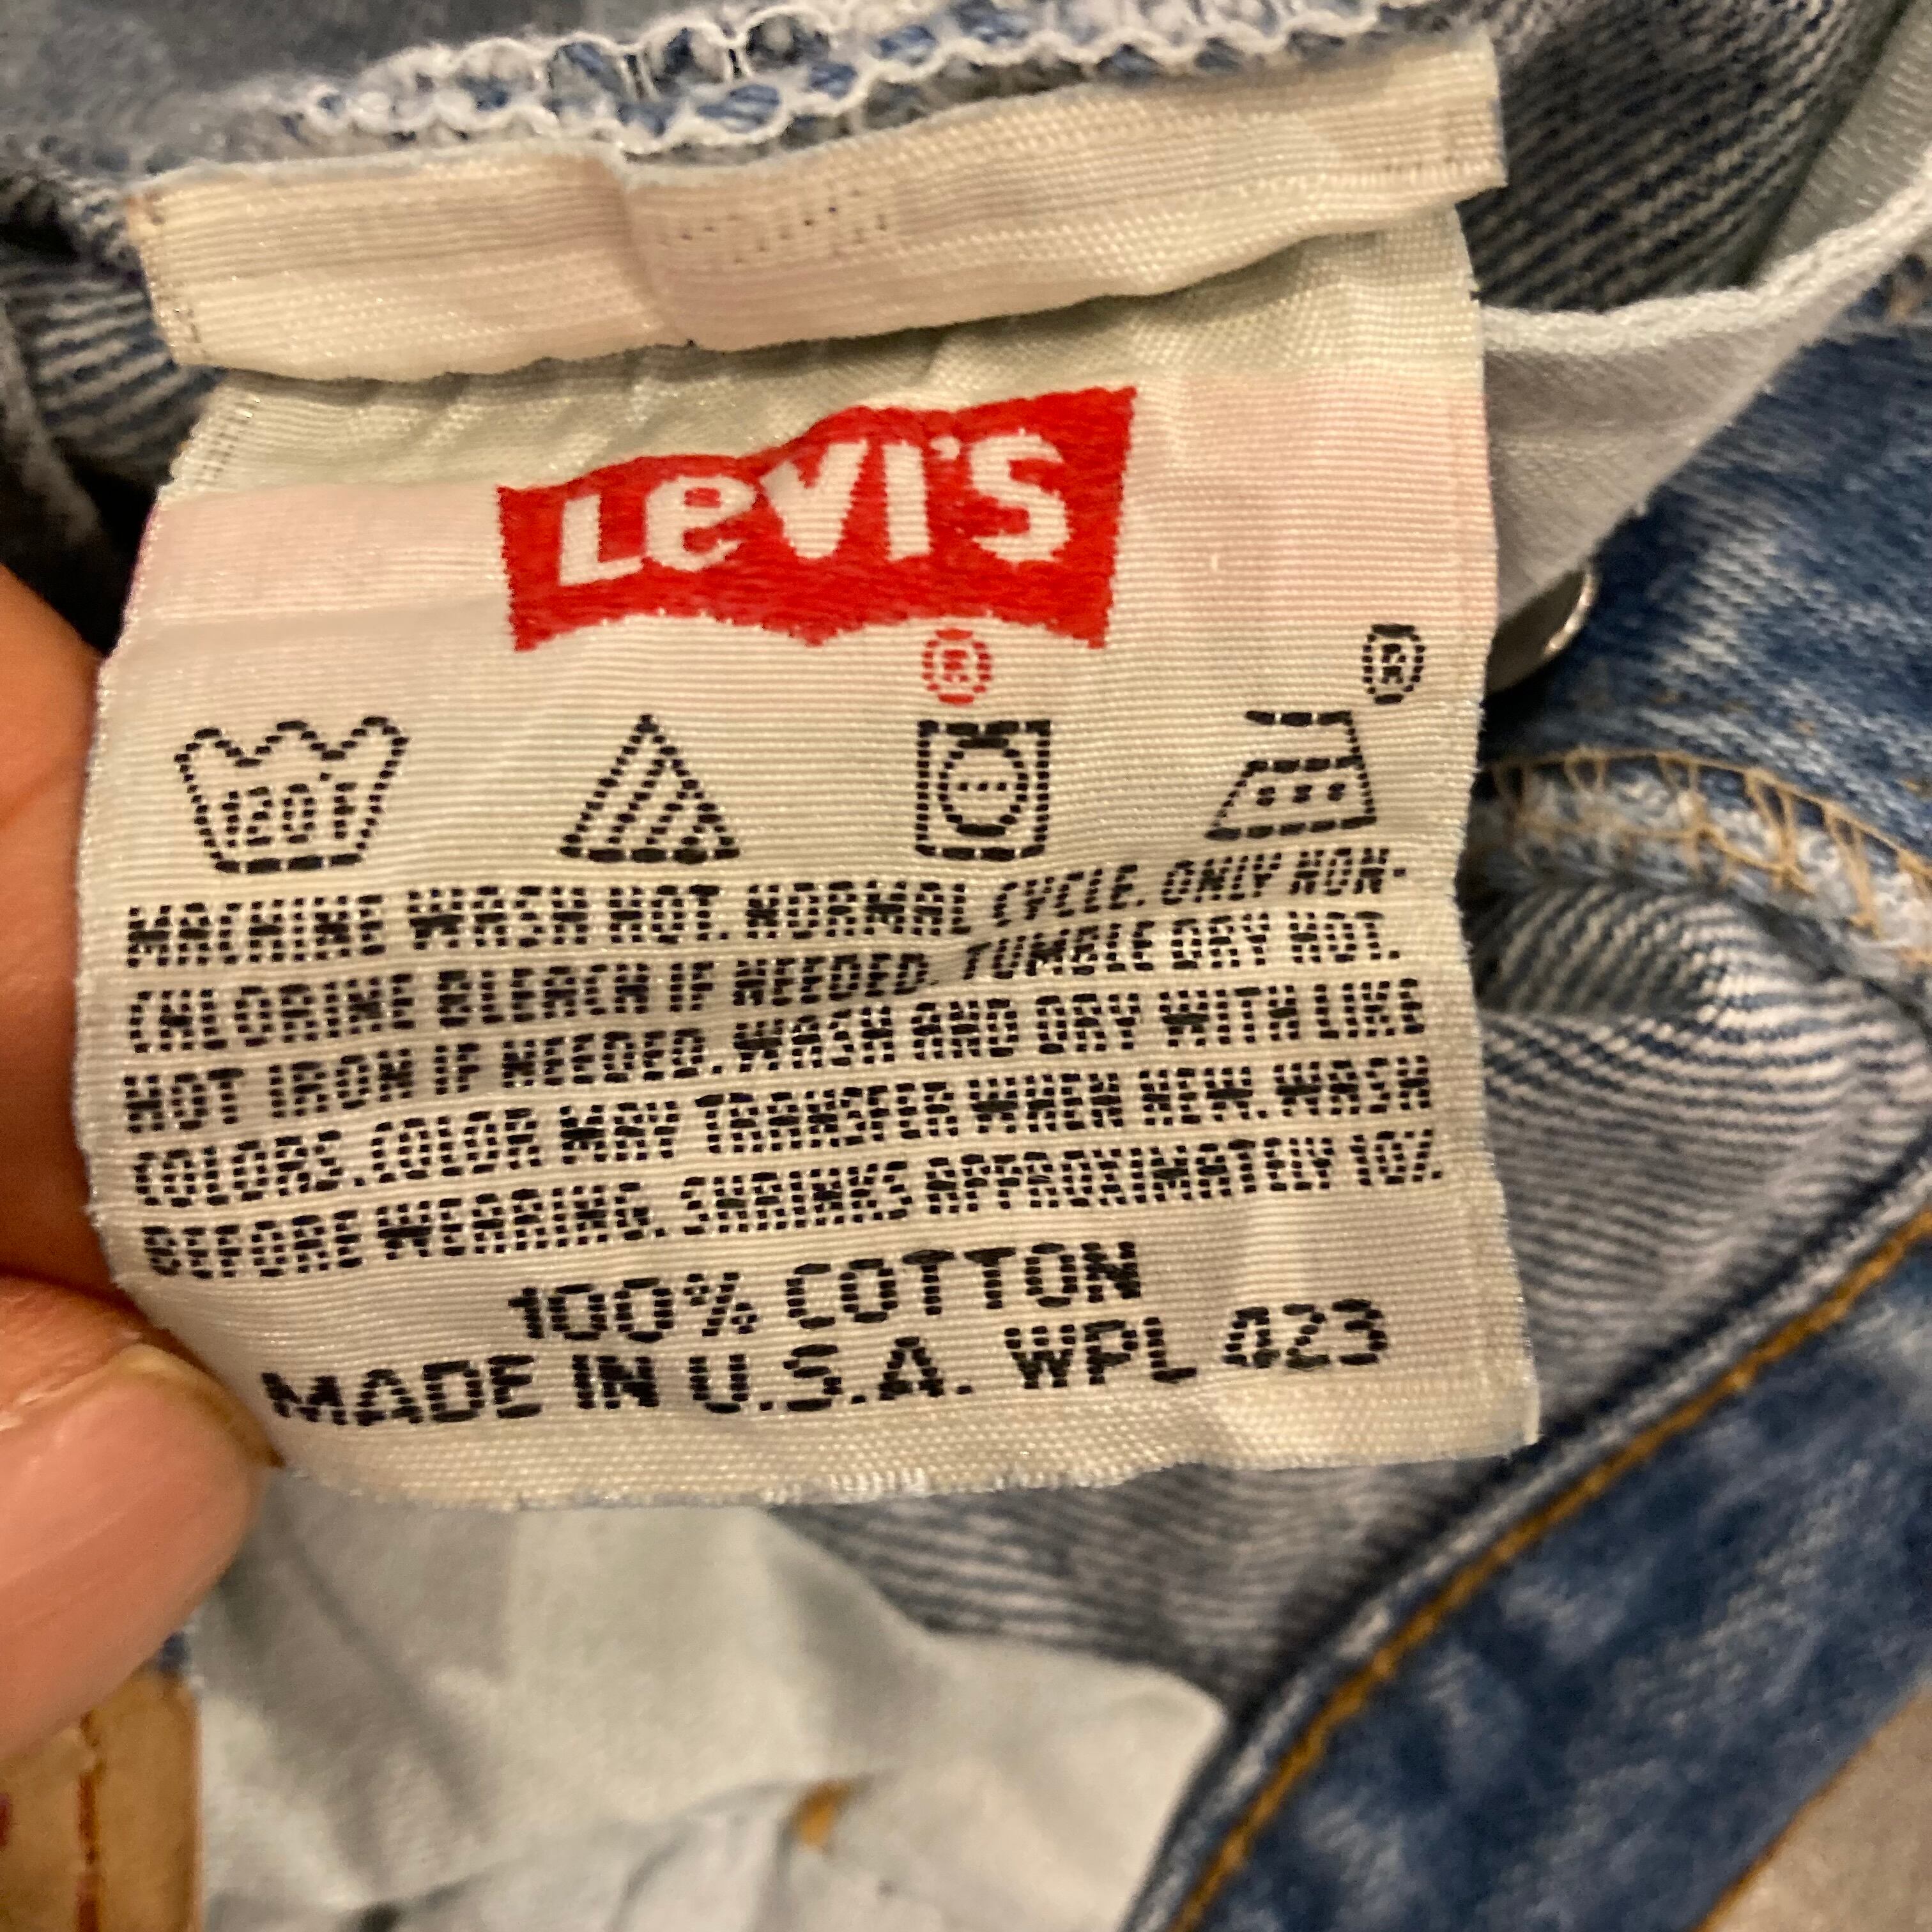 LEVI'S
®
®
120°F
MACHINE WASH HOT. NORMAL CYCLE. ONLY NON-
CHLORINE BLEACH IF NEEDED. TUMBLE DRY HOT.
HOT IRON IF NEEDED. WASH AND DRY WITH LIKE
COLORS. COLOR MAY TRANSFER WHEN NEW. WASH
BEFORE WEARING. SHRINKS APPROXIMATELY 10%.
100% COTTON
MADE IN U.S.A. WPL 423